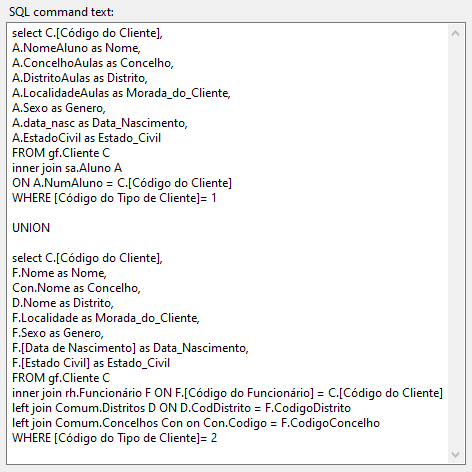 SQL command text:
select C.[Código do Cliente],
A.NomeAluno as Nome,
A.ConcelhoAulas as Concelho,
A.DistritoAulas as Distrito,
A.LocalidadeAulas as Morada_do_Cliente,
A.Sexo as Genero,
A.data_nasc as Data_Nascimento,
A.EstadoCivil as Estado_Civil
FROM gf.Cliente C
inner join sa.Aluno A
ON A.NumAluno = C.[Código do Cliente]
WHERE [Código do Tipo de Cliente]= 1
UNION
select C.[Código do Cliente],
F.Nome as Nome,
Con.Nome as Concelho,
D.Nome as Distrito,
F.Localidade as Morada_do_Cliente,
F.Sexo as Genero,
F.[Data de Nascimento] as Data_Nascimento,
F.[Estado Civil] as Estado_Civil
FROM gf.Cliente C
inner join rh.Funcionário F ON F.[Código do Funcionário] = C.[Código do Cliente]
left join Comum.Distritos D ON D.CodDistrito = F.CodigoDistrito
left join Comum.Concelhos Con on Con.Codigo = F.CodigoConcelho
WHERE [Código do Tipo de Cliente]= 2